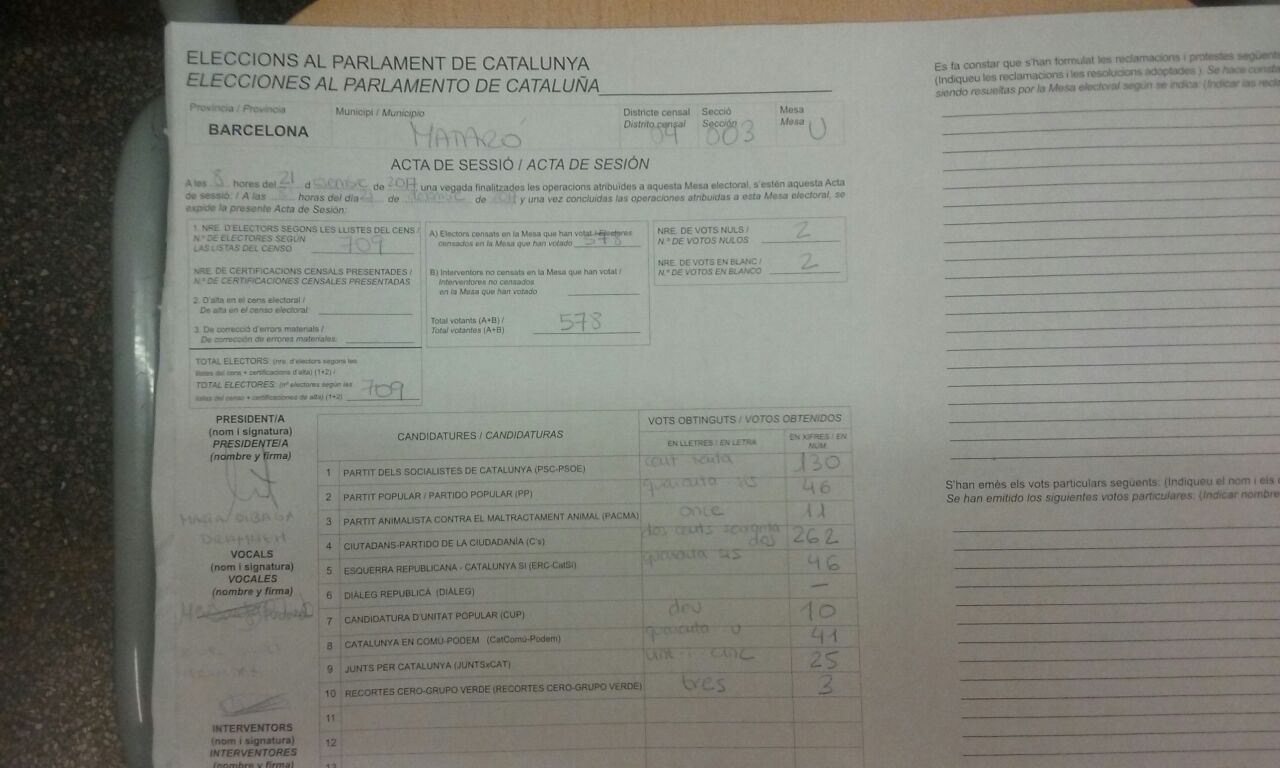 ELECCIONS AL PARLAMENT DE CATALUNYA
ELECCIONES AL PARLAMENTO DE CATALUÑA
Província / Provincia
BARCELONA
Municipi / Municipio
MATARÓ
Districte censal
Distrito censal
04
Secció
Sección
003
Mesa
Mesa
U
ACTA DE SESSIÓ / ACTA DE SESIÓN
A les 8 hores del 21 d de 2017 una vegada finalitzades les operacions atribuïdes a aquesta Mesa electoral, s'estén aquesta Acta
de sessió: / A las 8 horas del día 21 de de 2017 y una vez concluidas las operaciones atribuidas a esta Mesa electoral, se
expide la presente Acta de Sesión:
1. NRE. D'ELECTORS SEGONS LES LLISTES DEL CENS /
N.º DE ELECTORES SEGÚN
LAS LISTAS DEL CENSO 709
NRE. DE CERTIFICACIONS CENSALS PRESENTADES /
N.º DE CERTIFICACIONES CENSALES PRESENTADAS
2. D'alta en el cens electoral /
De alta en el censo electoral:
3. De correcció d'errors materials /
De corrección de errores materiales:
TOTAL ELECTORS: (nre. d'electors segons les
llistes del cens + certificacions d'alta) (1+2) /
TOTAL ELECTORES: (nº electores según las
listas del censo + certificaciones de alta) (1+2) 709
A) Electors censats en la Mesa que han votat / Electores
censados en la Mesa que han votado 578
B) Interventors no censats en la Mesa que han votat /
Interventores no censados
en la Mesa que han votado
Total votants (A+B) /
Total votantes (A+B) 578
NRE. DE VOTS NULS /
N.º DE VOTOS NULOS 2
NRE. DE VOTS EN BLANC /
N.º DE VOTOS EN BLANCO 2
PRESIDENT/A
(nom i signatura)
PRESIDENTE/A
(nombre y firma)
VOCALS
(nom i signatura)
VOCALES
(nombre y firma)
INTERVENTORS
(nom i signatura)
INTERVENTORES
(nombre y firma)
CANDIDATURES / CANDIDATURAS
VOTS OBTINGUTS / VOTOS OBTENIDOS
EN LLETRES / EN LETRA
EN XIFRES / EN NÚM.
1 PARTIT DELS SOCIALISTES DE CATALUNYA (PSC-PSOE) cent trenta 130
2 PARTIT POPULAR / PARTIDO POPULAR (PP) quaranta sis 46
3 PARTIT ANIMALISTA CONTRA EL MALTRACTAMENT ANIMAL (PACMA) once 11
4 CIUTADANS-PARTIDO DE LA CIUDADANÍA (C's) dos cents seixanta dos 262
5 ESQUERRA REPUBLICANA - CATALUNYA SÍ (ERC-CatSí) quaranta sis 46
6 DIÀLEG REPUBLICÀ (DIÀLEG) —
7 CANDIDATURA D'UNITAT POPULAR (CUP) deu 10
8 CATALUNYA EN COMÚ-PODEM (CatComú-Podem) quaranta u 41
9 JUNTS PER CATALUNYA (JUNTSxCAT) vint i cinc 25
10 RECORTES CERO-GRUPO VERDE (RECORTES CERO-GRUPO VERDE) tres 3
11
12
13
Es fa constar que s'han formulat les reclamacions i protestes següents
(Indiqueu les reclamacions i les resolucions adoptades ). Se hace consta
siendo resueltas por la Mesa electoral según se indica: (Indicar las recla
S'han emès els vots particulars següents: (Indiqueu el nom i els
Se han emitido los siguientes votos particulares: (Indicar nombre